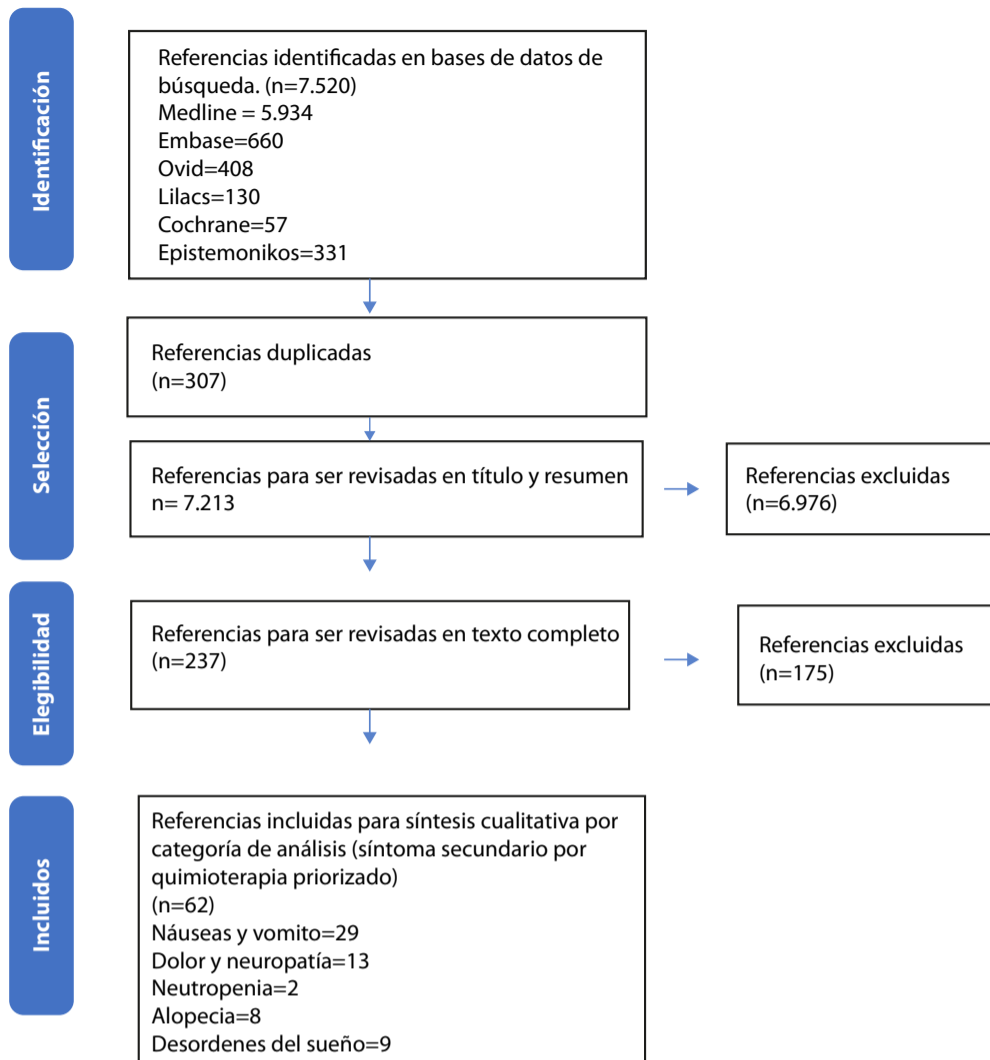 Identificación
Referencias identificadas en bases de datos de
búsqueda. (n=7.520)
Medline = 5.934
Embase=660
Ovid=408
Lilacs=130
Cochrane=57
Epistemonikos=331
Selección
Referencias duplicadas
(n=307)
Referencias para ser revisadas en título y resumen
n= 7.213
Referencias excluidas
(n=6.976)
Elegibilidad
Referencias para ser revisadas en texto completo
(n=237)
Referencias excluidas
(n=175)
Incluidos
Referencias incluidas para síntesis cualitativa por
categoría de análisis (síntoma secundario por
quimioterapia priorizado)
(n=62)
Náuseas y vomito=29
Dolor y neuropatía=13
Neutropenia=2
Alopecia=8
Desordenes del sueño=9